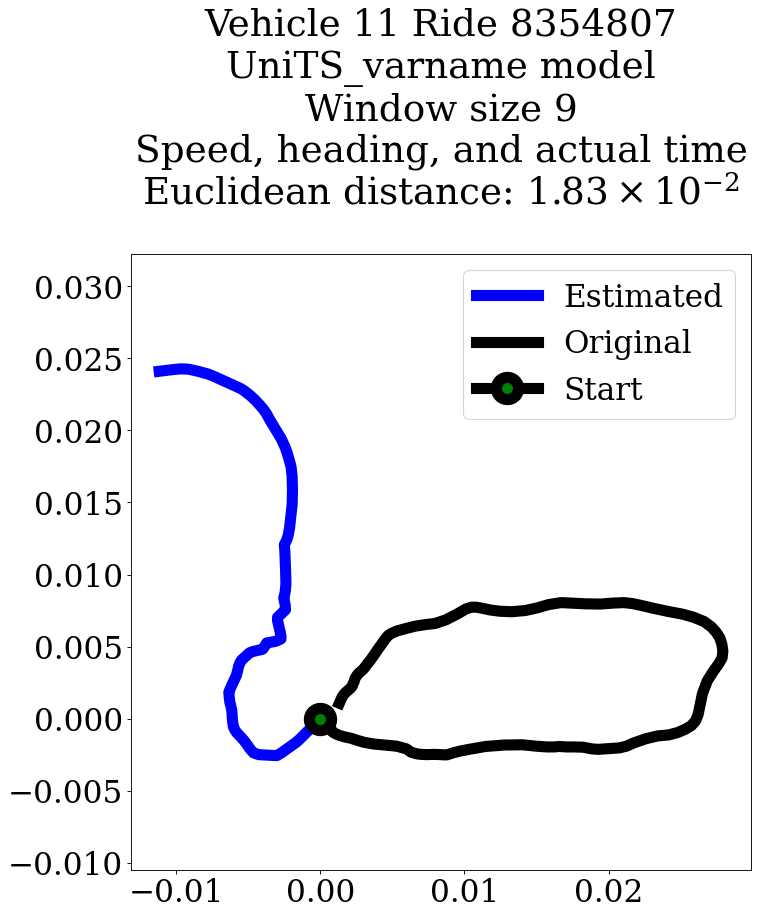 Vehicle 11 Ride 8354807
UniTS_varname model
Window size 9
Speed, heading, and actual time
Euclidean distance: 1.83 × 10⁻²
Estimated
Original
Start
0.030
0.025
0.020
0.015
0.010
0.005
0.000
−0.005
−0.010
−0.01 0.00 0.01 0.02